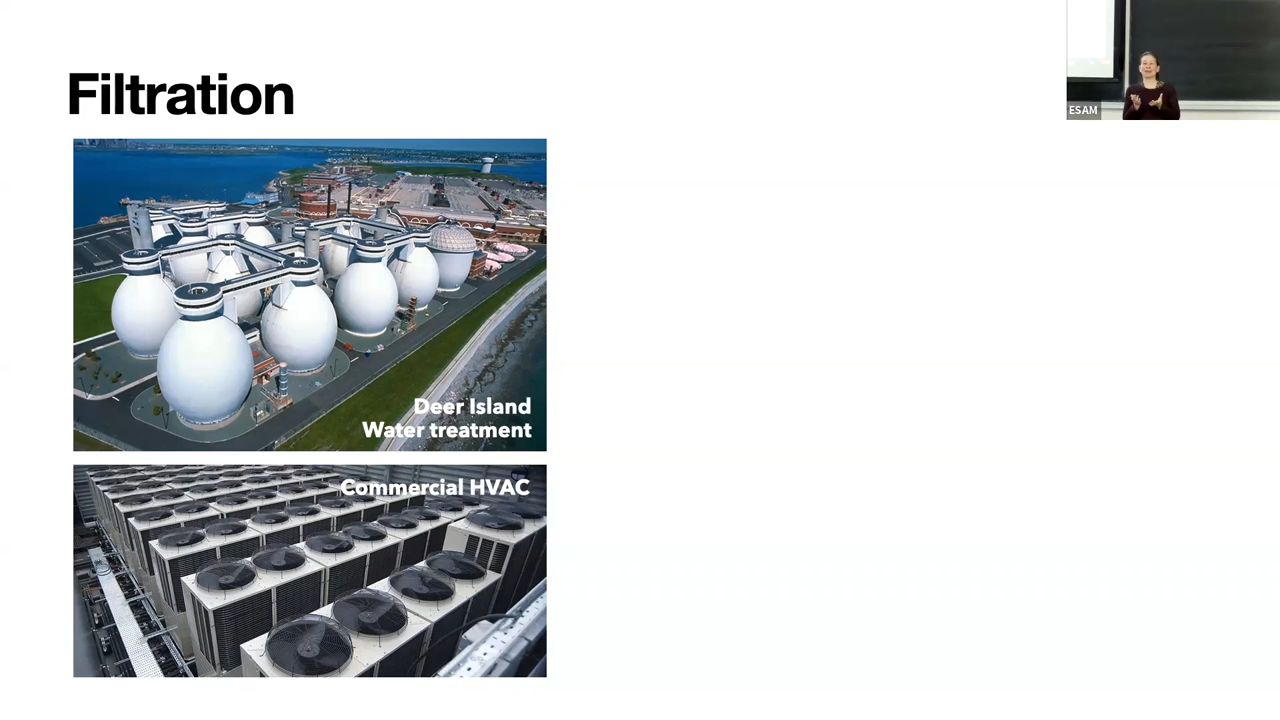 Filtration
ESAM
Deer Island
Water treatment
Commercial HVAC